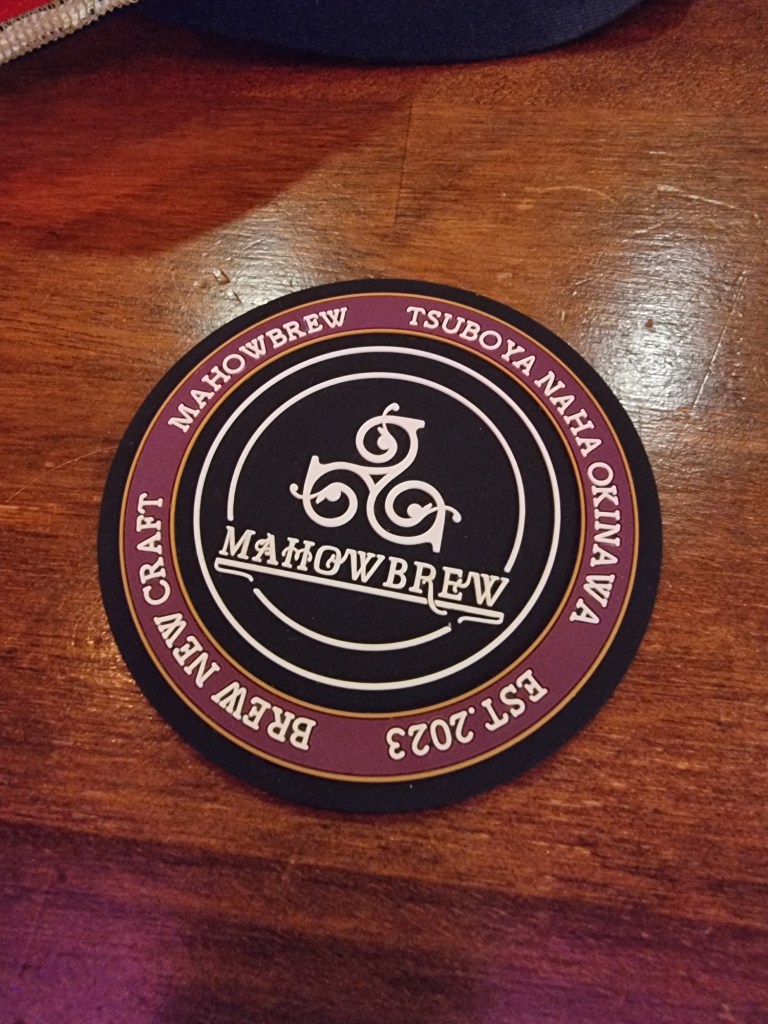 MAHOWBREW
TSUBOYA NAHA OKINAWA
EST.2023
BREW NEW CRAFT
MAHOWBREW